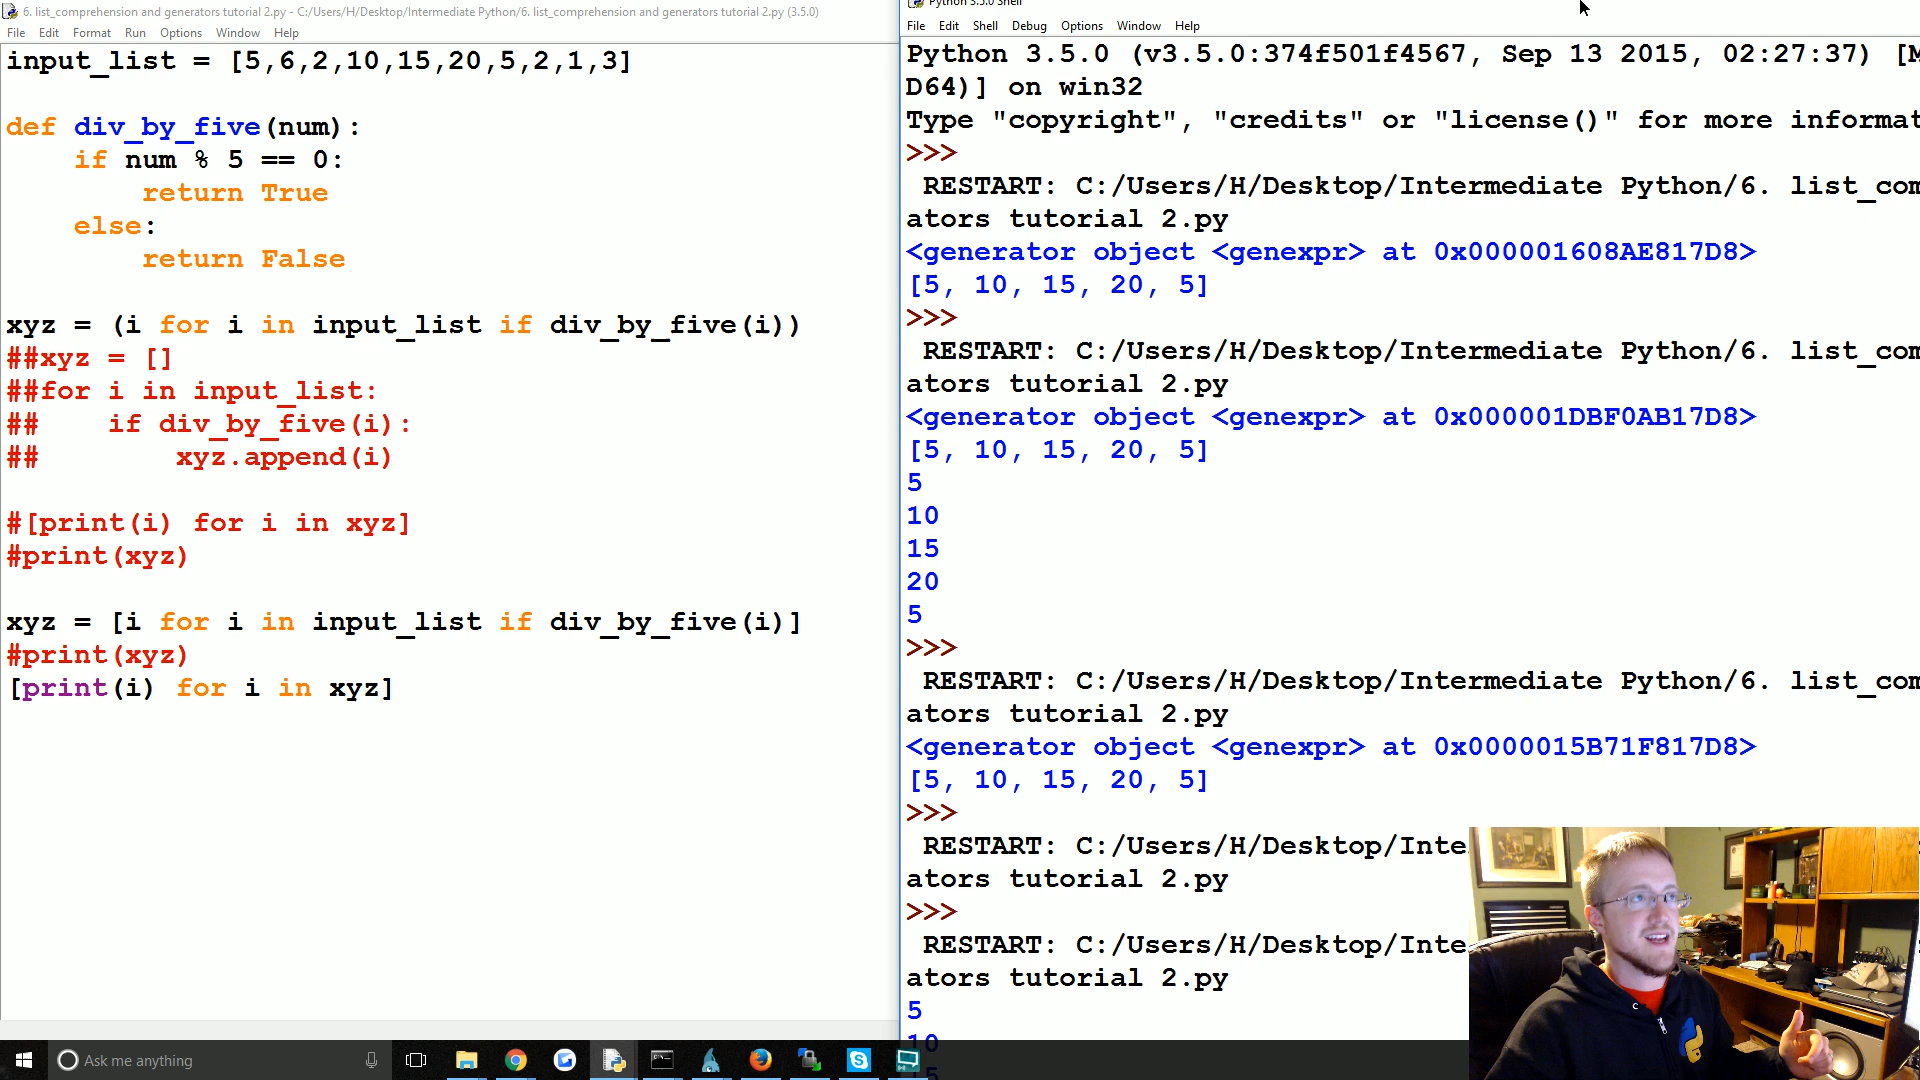 6. list_comprehension and generators tutorial 2.py - C:/Users/H/Desktop/Intermediate Python/6. list_comprehension and generators tutorial 2.py (3.5.0)
File Edit Format Run Options Window Help
input_list = [5,6,2,10,15,20,5,2,1,3]
def div_by_five(num):
    if num % 5 == 0:
        return True
    else:
        return False
xyz = (i for i in input_list if div_by_five(i))
##xyz = []
##for i in input_list:
##    if div_by_five(i):
##        xyz.append(i)
#[print(i) for i in xyz]
#print(xyz)
xyz = [i for i in input_list if div_by_five(i)]
#print(xyz)
[print(i) for i in xyz]
Python 3.5.0 Shell
File Edit Shell Debug Options Window Help
Python 3.5.0 (v3.5.0:374f501f4567, Sep 13 2015, 02:27:37) [M
D64)] on win32
Type "copyright", "credits" or "license()" for more informat
>>>
RESTART: C:/Users/H/Desktop/Intermediate Python/6. list_com
ators tutorial 2.py
<generator object <genexpr> at 0x000001608AE817D8>
[5, 10, 15, 20, 5]
>>>
RESTART: C:/Users/H/Desktop/Intermediate Python/6. list_com
ators tutorial 2.py
<generator object <genexpr> at 0x000001DBF0AB17D8>
[5, 10, 15, 20, 5]
5
10
15
20
5
>>>
RESTART: C:/Users/H/Desktop/Intermediate Python/6. list_com
ators tutorial 2.py
<generator object <genexpr> at 0x0000015B71F817D8>
[5, 10, 15, 20, 5]
>>>
RESTART: C:/Users/H/Desktop/Inte
ators tutorial 2.py
>>>
RESTART: C:/Users/H/Desktop/Inte
ators tutorial 2.py
5
10
Ask me anything